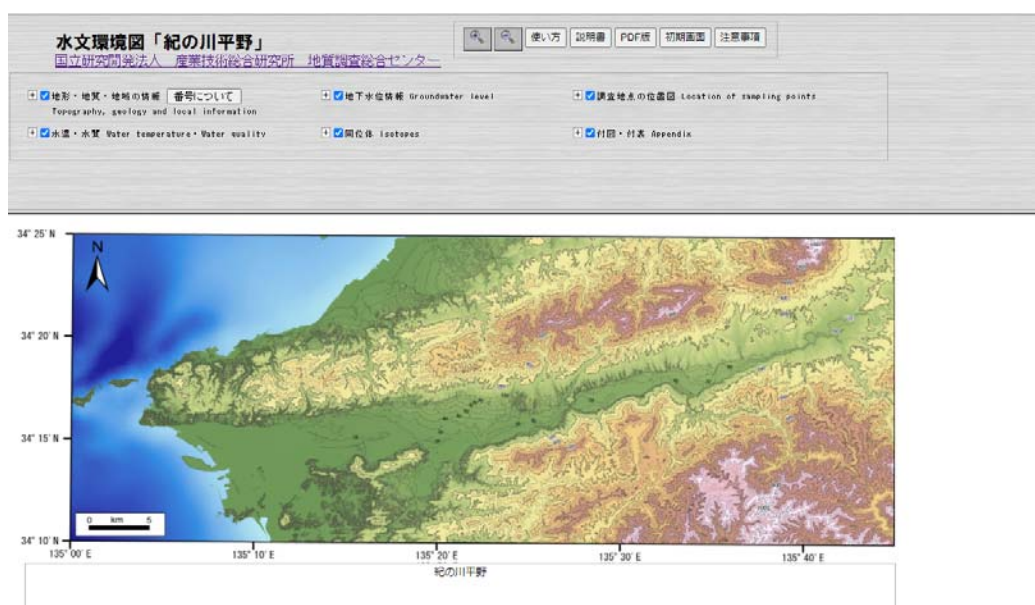 水文環境図「紀の川平野」
国立研究開発法人 産業技術総合研究所 地質調査総合センター
使い方 説明書 PDF版 初期画面 注意事項
地形・地質・地域の情報 番号について
Topography, geology and local information
地下水位情報 Groundwater level
調査地点の位置図 Location of sampling points
水温・水質 Water temperature・Water quality
同位体 Isotopes
付図・付表 Appendix
34° 25' N
N
34° 20' N
34° 15' N
0 km 5
34° 10' N
135° 00' E 135° 10' E 135° 20' E 135° 30' E 135° 40' E
紀の川平野